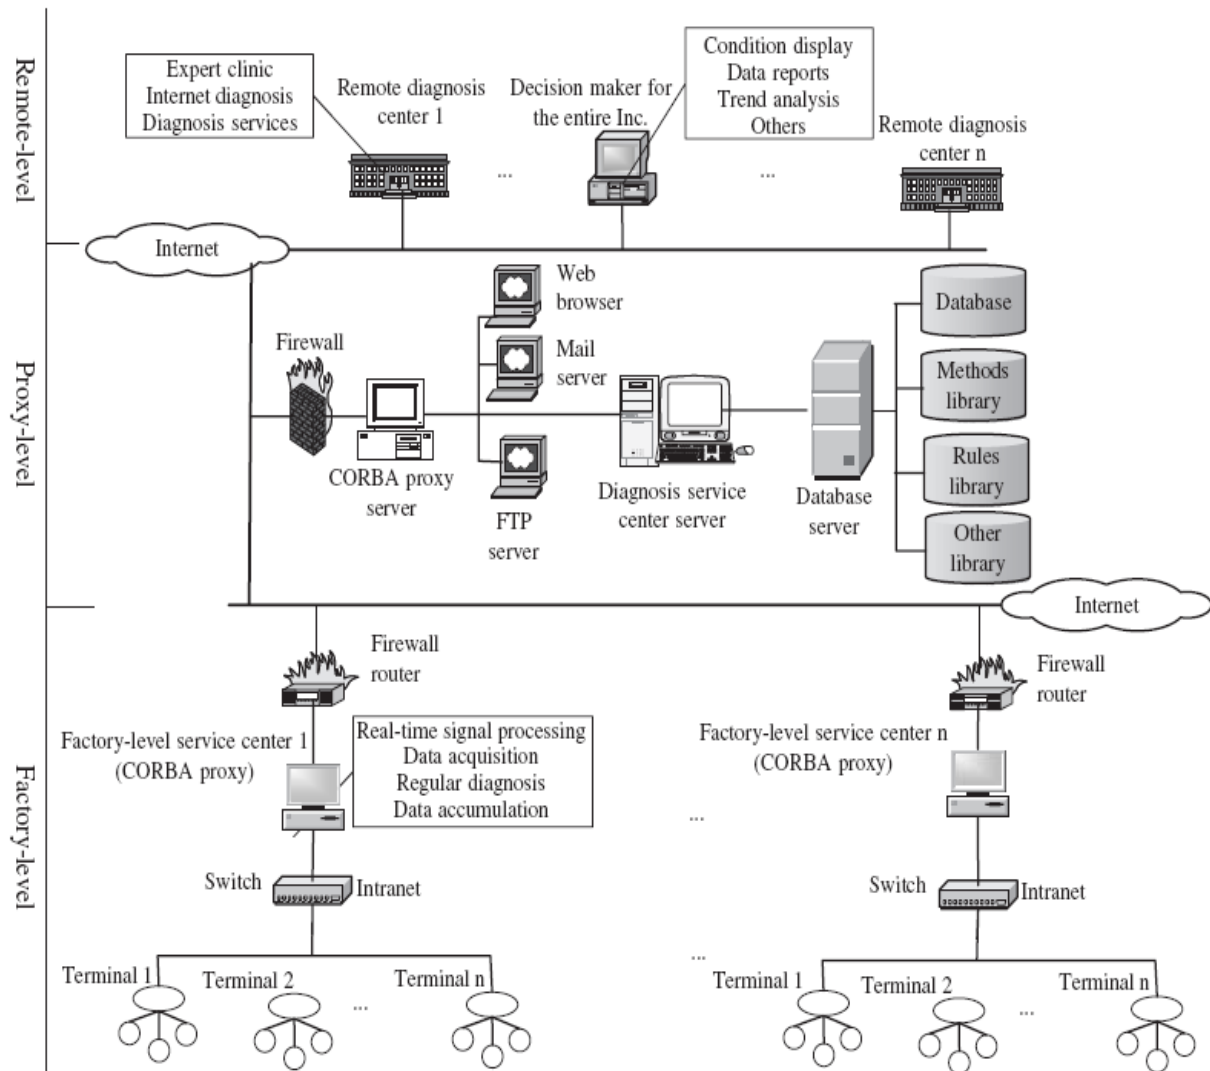 Remote-level
Expert clinic
Internet diagnosis
Diagnosis services
Remote diagnosis
center 1
Decision maker for
the entire Inc.
Condition display
Data reports
Trend analysis
Others
Remote diagnosis
center n
...
...
Internet
Proxy-level
Firewall
CORBA proxy
server
Web
browser
Mail
server
FTP
server
Diagnosis service
center server
Database
server
Database
Methods
library
Rules
library
Other
library
Internet
Factory-level
Firewall
router
Factory-level service center 1
(CORBA proxy)
Real-time signal processing
Data acquisition
Regular diagnosis
Data accumulation
Switch
Intranet
Terminal 1
Terminal 2
...
Terminal n
...
...
Firewall
router
Factory-level service center n
(CORBA proxy)
Switch
Intranet
Terminal 1
Terminal 2
...
Terminal n